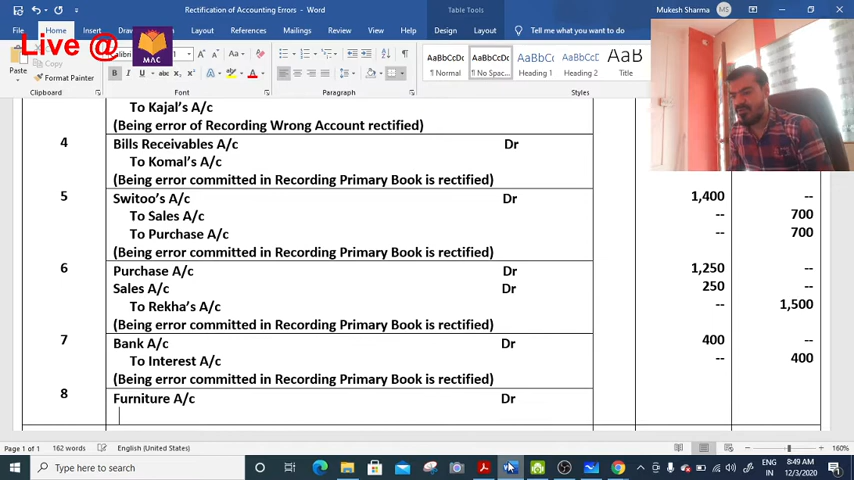 Rectification of Accounting Errors - Word
Table Tools
Mukesh Sharma MS
File Home Inser Layout References Design Layout Tell me what you want to do
Live @ MAC
Paste
Copy
Format Painter
Clipboard
Font
Paragraph
Styles
AaBbCc
¶ Normal
AaBbCc
¶ No Spac...
AaBbC
Heading 1
AaBbCc
Heading 2
AaB
Title
To Kajal's A/c
(Being error of Recording Wrong Account rectified)
4 Bills Receivables A/c Dr
To Komal's A/c
(Being error committed in Recording Primary Book is rectified)
5 Switoo's A/c Dr 1,400 --
To Sales A/c -- 700
To Purchase A/c -- 700
(Being error committed in Recording Primary Book is rectified)
6 Purchase A/c Dr 1,250 --
Sales A/c Dr 250 --
To Rekha's A/c -- 1,500
(Being error committed in Recording Primary Book is rectified)
7 Bank A/c Dr 400 --
To Interest A/c -- 400
(Being error committed in Recording Primary Book is rectified)
8 Furniture A/c Dr
Page 1 of 1 162 words English (United States) 160%
Type here to search
ENG
IN
8:49 AM
12/3/2020